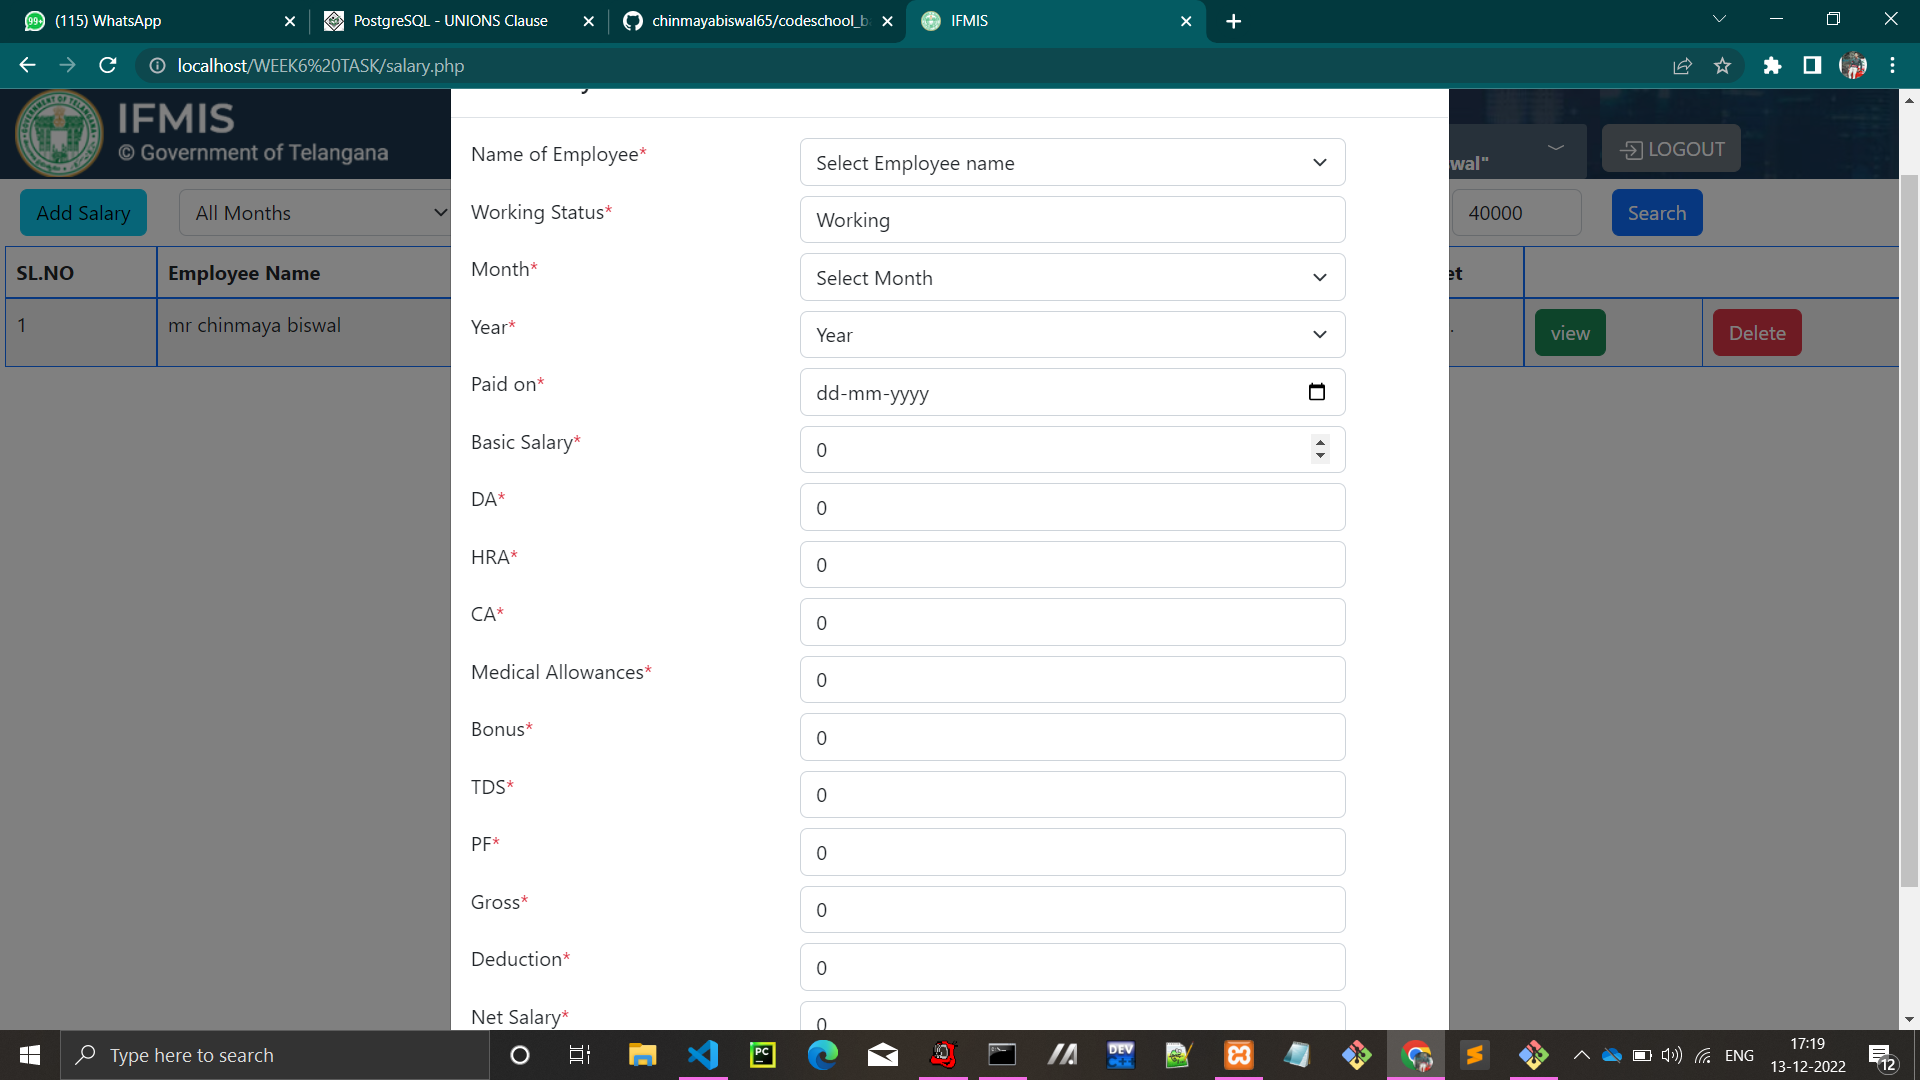 (115) WhatsApp
PostgreSQL - UNIONS Clause
chinmayabiswal65/codeschool_b
IFMIS
localhost/WEEK6%20TASK/salary.php
IFMIS
© Government of Telangana
wal"
LOGOUT
Add Salary
All Months
40000
Search
SL.NO
Employee Name
et
1
mr chinmaya biswal
view
Delete
Name of Employee*
Select Employee name
Working Status*
Working
Month*
Select Month
Year*
Year
Paid on*
dd-mm-yyyy
Basic Salary*
0
DA*
0
HRA*
0
CA*
0
Medical Allowances*
0
Bonus*
0
TDS*
0
PF*
0
Gross*
0
Deduction*
0
Net Salary*
0
Type here to search
PC
DEV
C++
ENG
17:19
13-12-2022
12